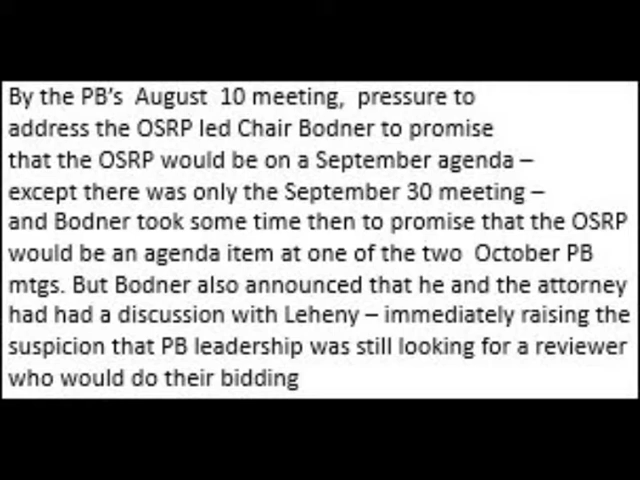 By the PB's August 10 meeting, pressure to
address the OSRP led Chair Bodner to promise
that the OSRP would be on a September agenda –
except there was only the September 30 meeting –
and Bodner took some time then to promise that the OSRP
would be an agenda item at one of the two October PB
mtgs. But Bodner also announced that he and the attorney
had had a discussion with Leheny – immediately raising the
suspicion that PB leadership was still looking for a reviewer
who would do their bidding